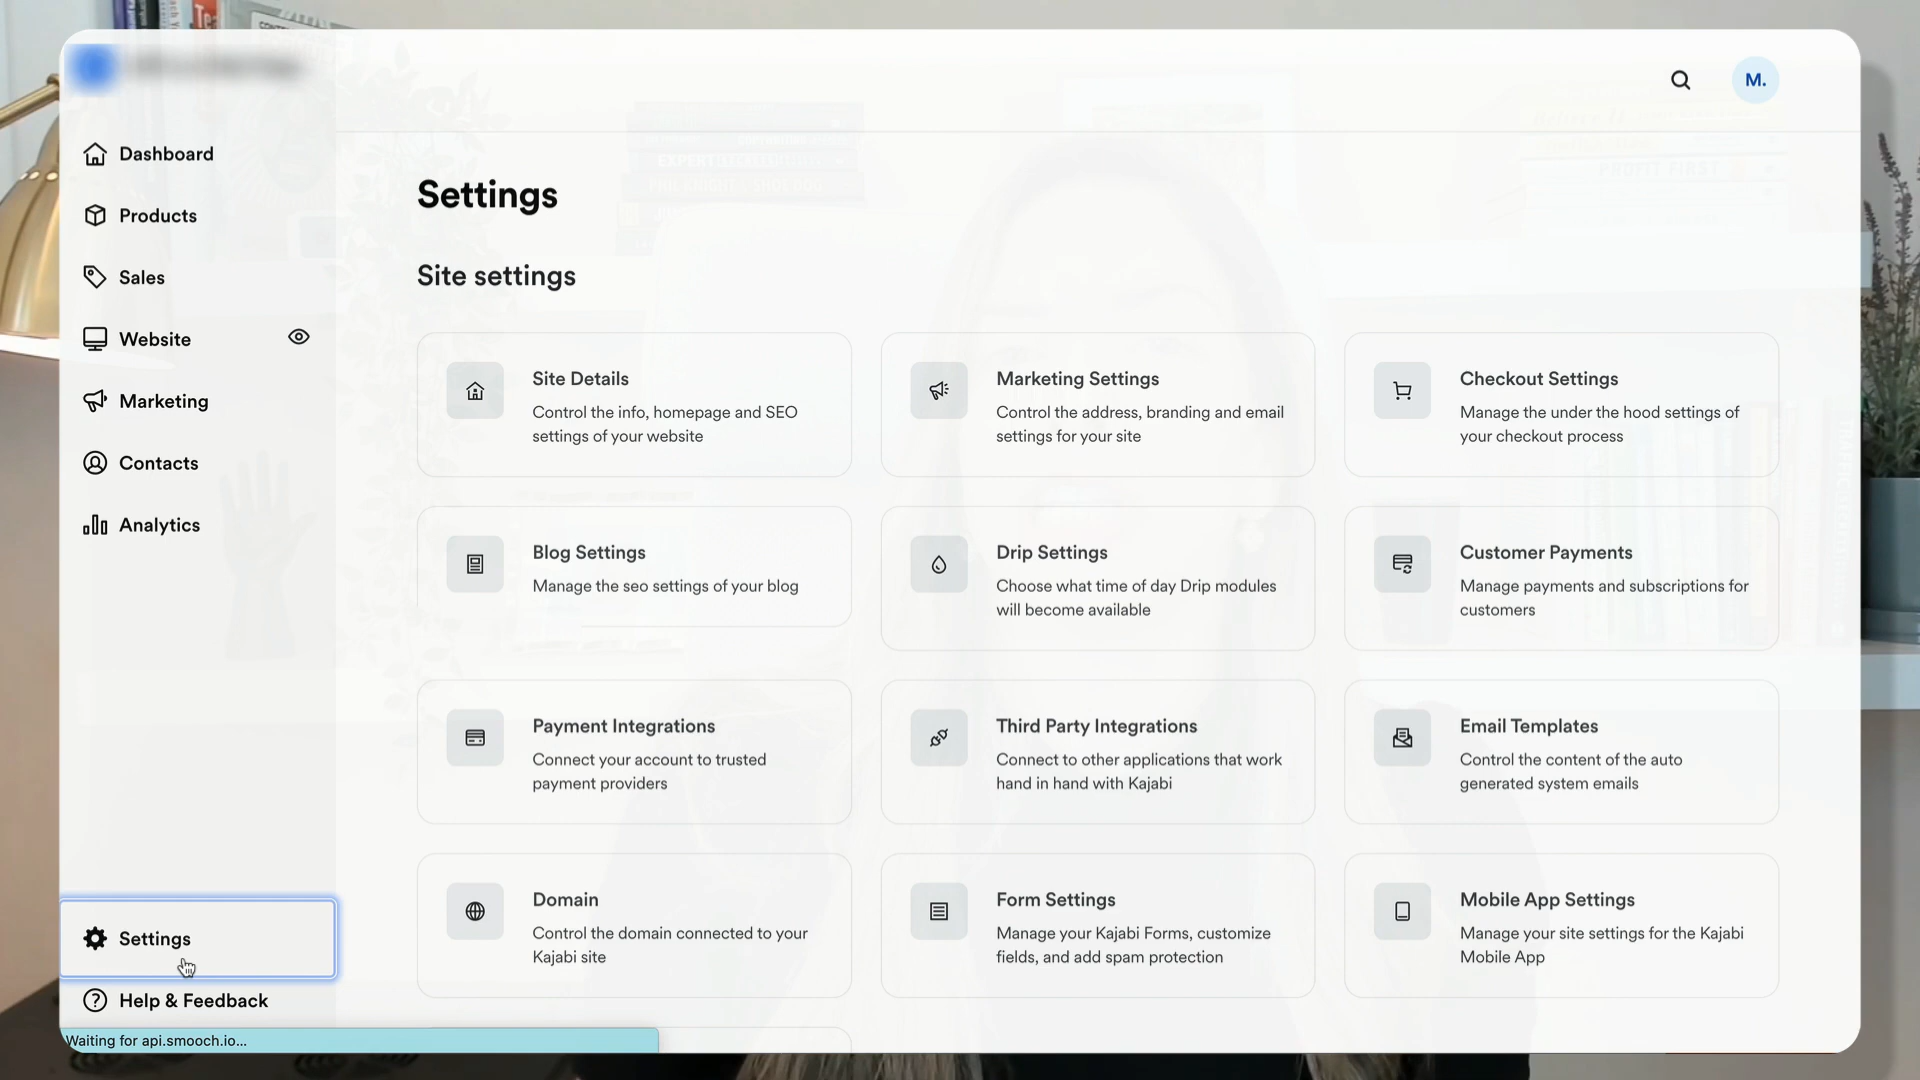 M.
Dashboard
Products
Sales
Website
Marketing
Contacts
Analytics
Settings
Help & Feedback
Waiting for api.smooch.io...
Settings
Site settings
Site Details
Control the info, homepage and SEO
settings of your website
Marketing Settings
Control the address, branding and email
settings for your site
Checkout Settings
Manage the under the hood settings of
your checkout process
Blog Settings
Manage the seo settings of your blog
Drip Settings
Choose what time of day Drip modules
will become available
Customer Payments
Manage payments and subscriptions for
customers
Payment Integrations
Connect your account to trusted
payment providers
Third Party Integrations
Connect to other applications that work
hand in hand with Kajabi
Email Templates
Control the content of the auto
generated system emails
Domain
Control the domain connected to your
Kajabi site
Form Settings
Manage your Kajabi Forms, customize
fields, and add spam protection
Mobile App Settings
Manage your site settings for the Kajabi
Mobile App
PROFIT FIRST